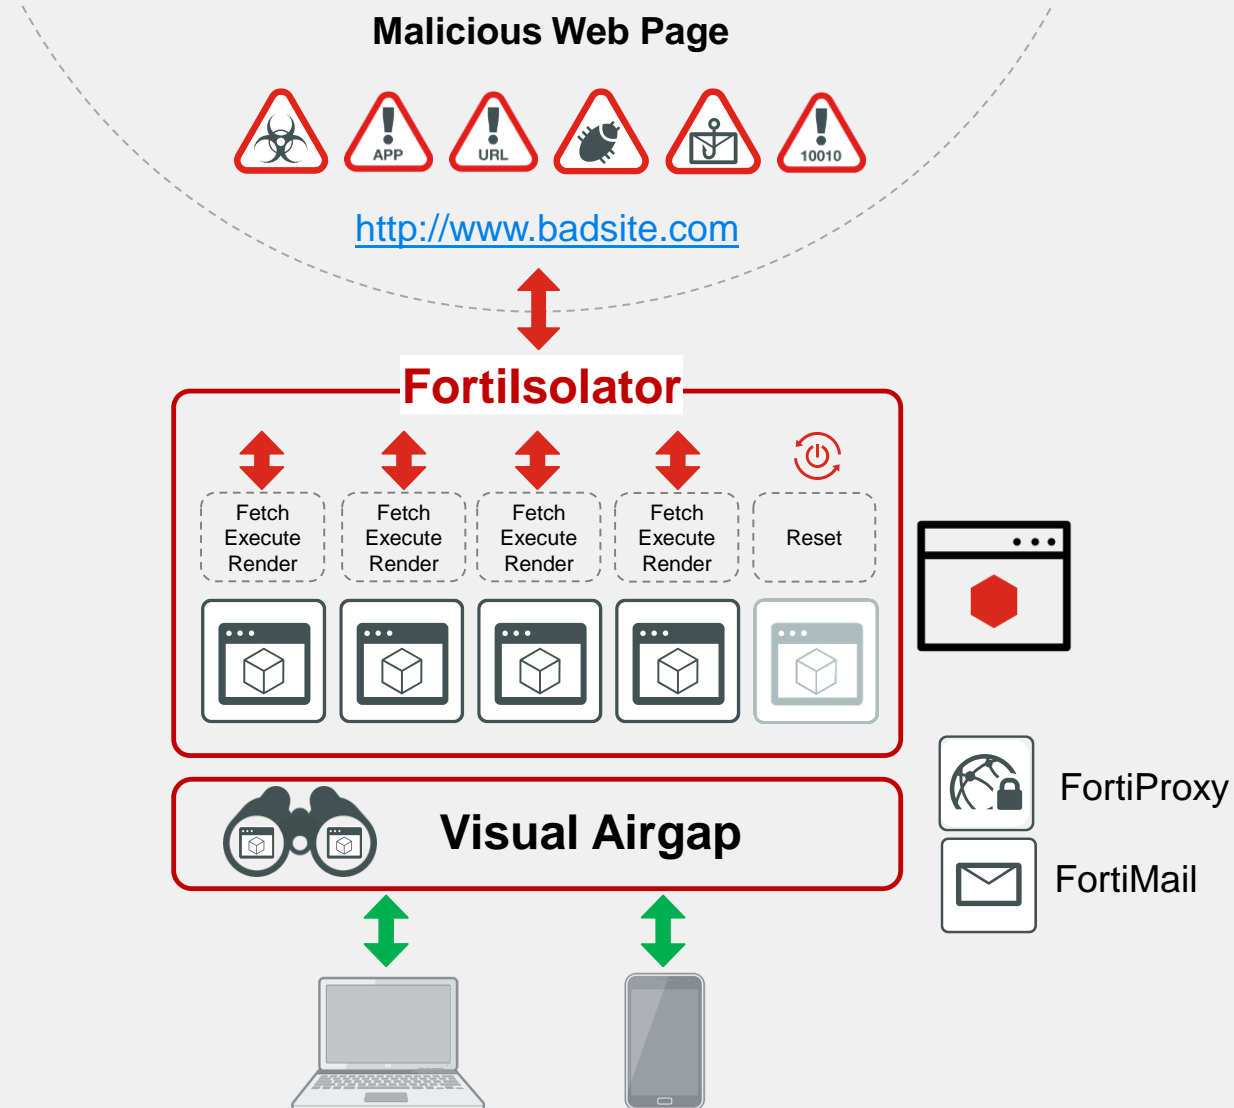 Malicious Web Page
APP
URL
10010
http://www.badsite.com
FortiIsolator
Fetch
Execute
Render
Fetch
Execute
Render
Fetch
Execute
Render
Fetch
Execute
Render
Reset
Visual Airgap
FortiProxy
FortiMail